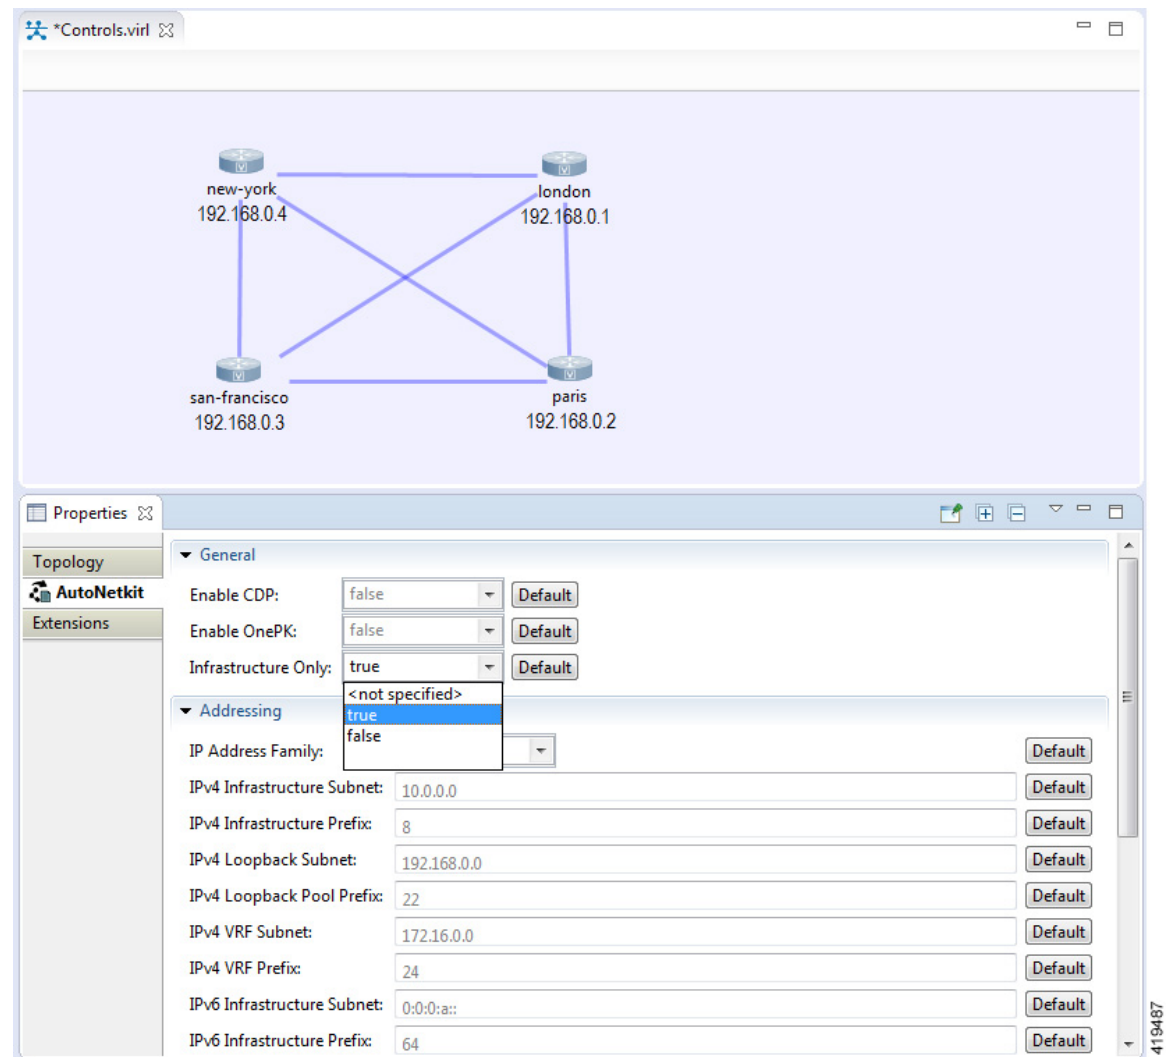 *Controls.virl
new-york
192.168.0.4
london
192.168.0.1
san-francisco
192.168.0.3
paris
192.168.0.2
Properties
Topology
AutoNetkit
Extensions
General
Enable CDP: false Default
Enable OnePK: false Default
Infrastructure Only: true Default
<not specified>
true
false
Addressing
IP Address Family: Default
IPv4 Infrastructure Subnet: 10.0.0.0 Default
IPv4 Infrastructure Prefix: 8 Default
IPv4 Loopback Subnet: 192.168.0.0 Default
IPv4 Loopback Pool Prefix: 22 Default
IPv4 VRF Subnet: 172.16.0.0 Default
IPv4 VRF Prefix: 24 Default
IPv6 Infrastructure Subnet: 0:0:0:a:: Default
IPv6 Infrastructure Prefix: 64 Default
419487